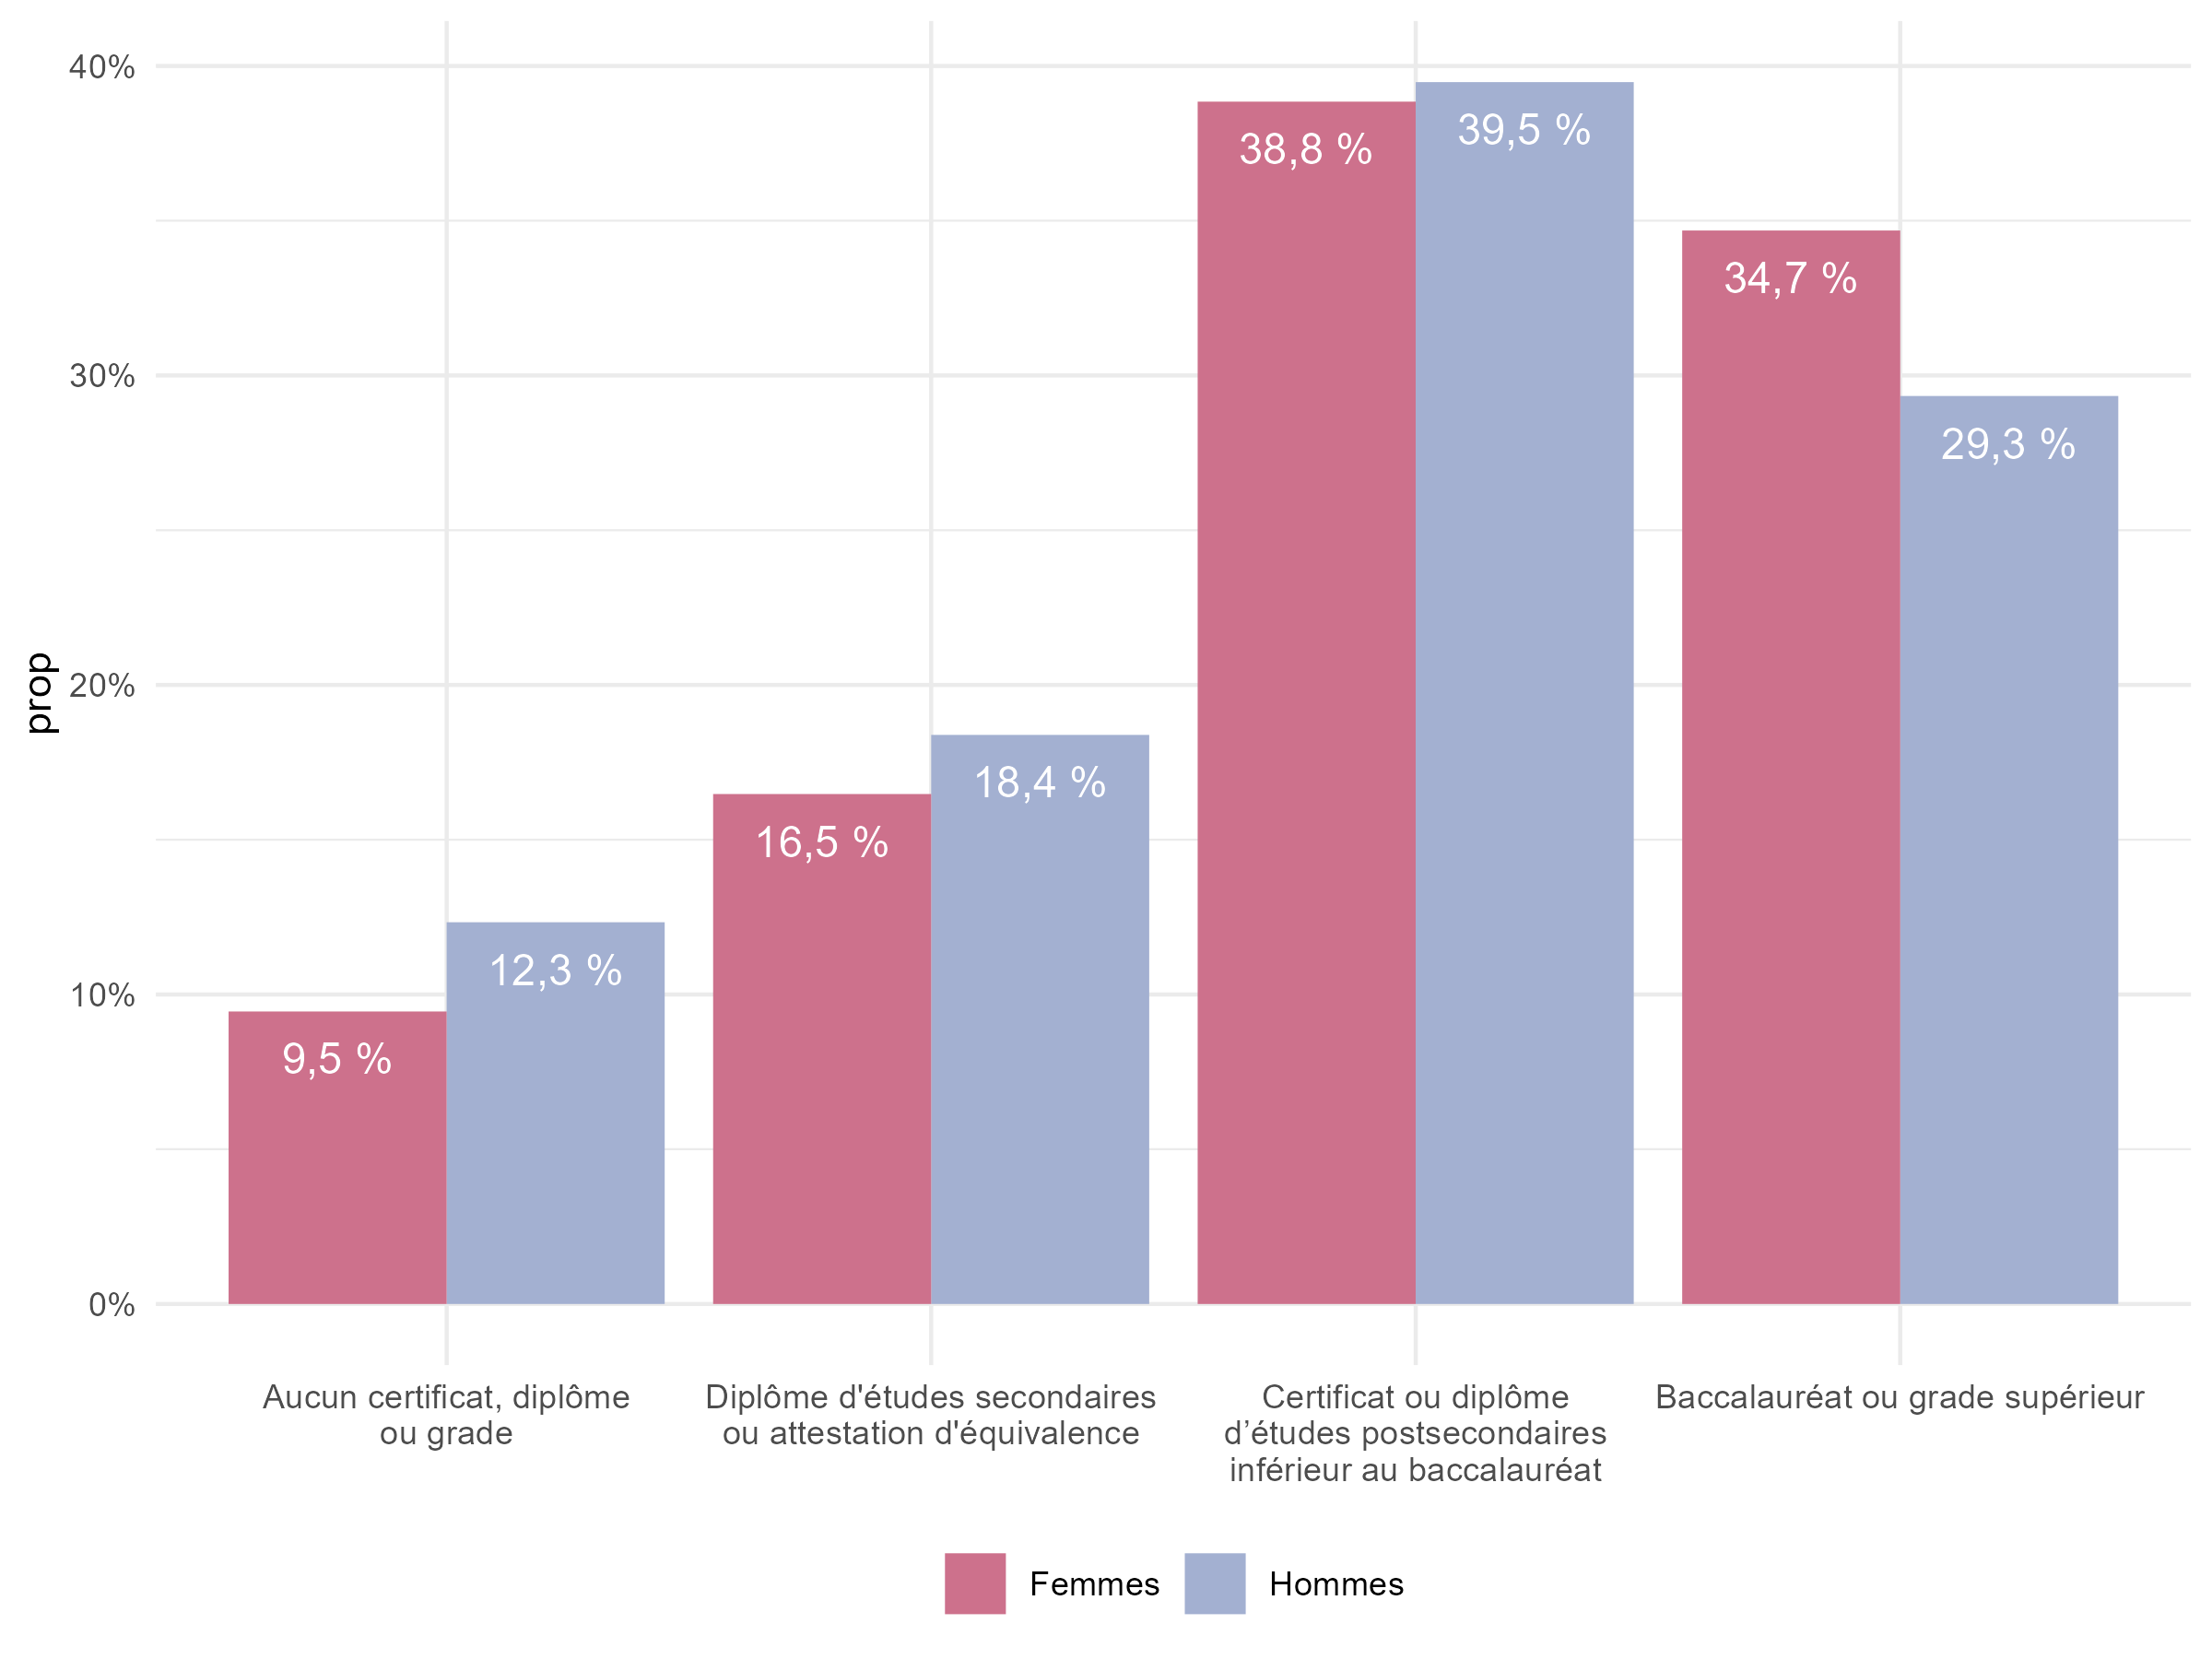 40%
30%
20%
10%
0%
prop
9,5 %
12,3 %
16,5 %
18,4 %
38,8 %
39,5 %
34,7 %
29,3 %
Aucun certificat, diplôme
ou grade
Diplôme d'études secondaires
ou attestation d'équivalence
Certificat ou diplôme
d’études postsecondaires
inférieur au baccalauréat
Baccalauréat ou grade supérieur
Femmes
Hommes